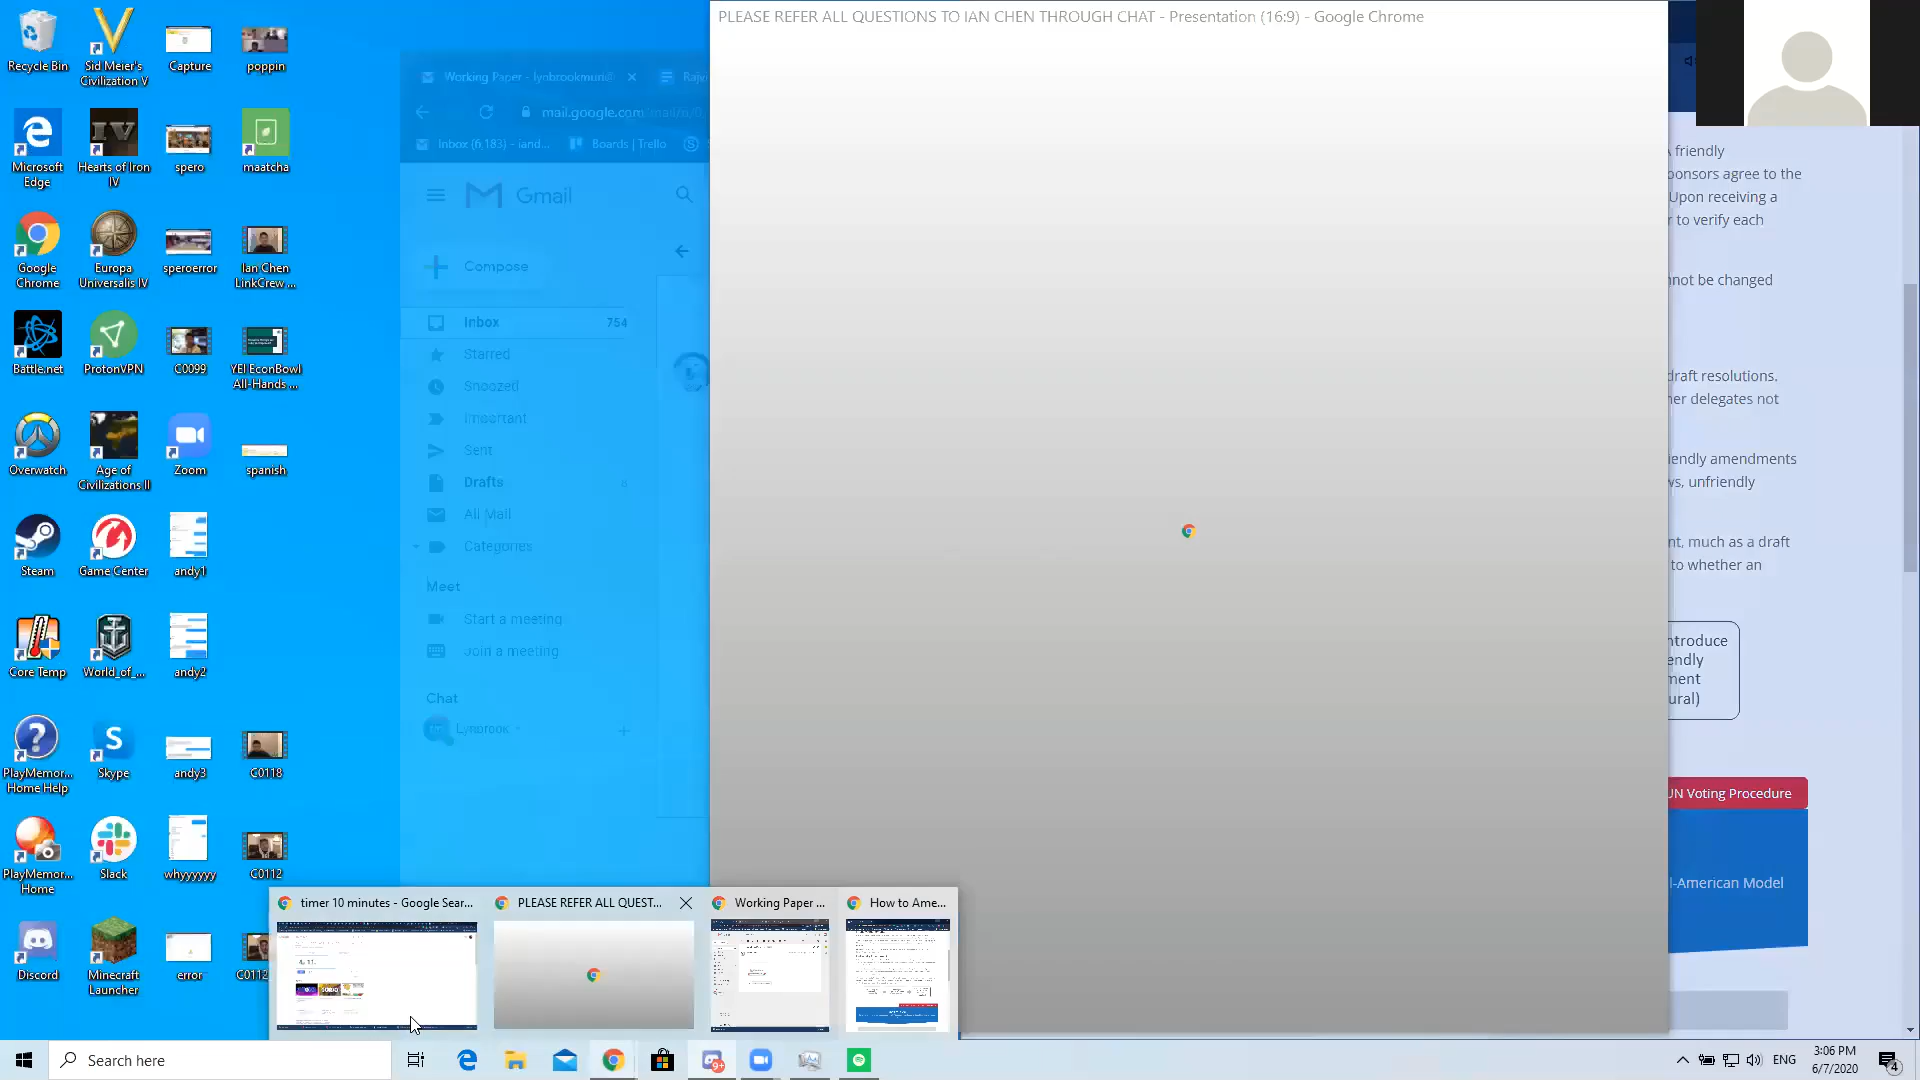 PLEASE REFER ALL QUESTIONS TO IAN CHEN THROUGH CHAT - Presentation (16:9) - Google Chrome
Recycle Bin
Sid Meier's
Civilization V
Capture
poppin
Microsoft
Edge
Hearts of Iron
IV
spero
maatcha
Google
Chrome
Europa
Universalis IV
speroerror
Ian Chen
LinkCrew ...
Battle.net
ProtonVPN
C0099
YEI EconBowl
All-Hands ...
Overwatch
Age of
Civilizations II
Zoom
spanish
Steam
Game Center
andy1
Core Temp
World_of_...
andy2
PlayMemor...
Home Help
Skype
andy3
C0118
PlayMemor...
Home
Slack
whyyyyyy
C0112
Discord
Minecraft
Launcher
error
C0112
Working Paper - lynbrookmun@
mail.google.com
Inbox (6,183) - iand...
Boards | Trello
Gmail
Compose
Inbox 754
Starred
Snoozed
Important
Sent
Drafts
All Mail
Categories
Meet
Start a meeting
Join a meeting
Chat
Lynbrook
friendly
ponsors agree to the
Upon receiving a
r to verify each
nnot be changed
draft resolutions.
her delegates not
iendly amendments
ws, unfriendly
nt, much as a draft
to whether an
ntroduce
endly
ment
ural)
UN Voting Procedure
l-American Model
timer 10 minutes - Google Sear...
PLEASE REFER ALL QUEST...
Working Paper ...
How to Ame...
Search here
9+
ENG
3:06 PM
6/7/2020
4